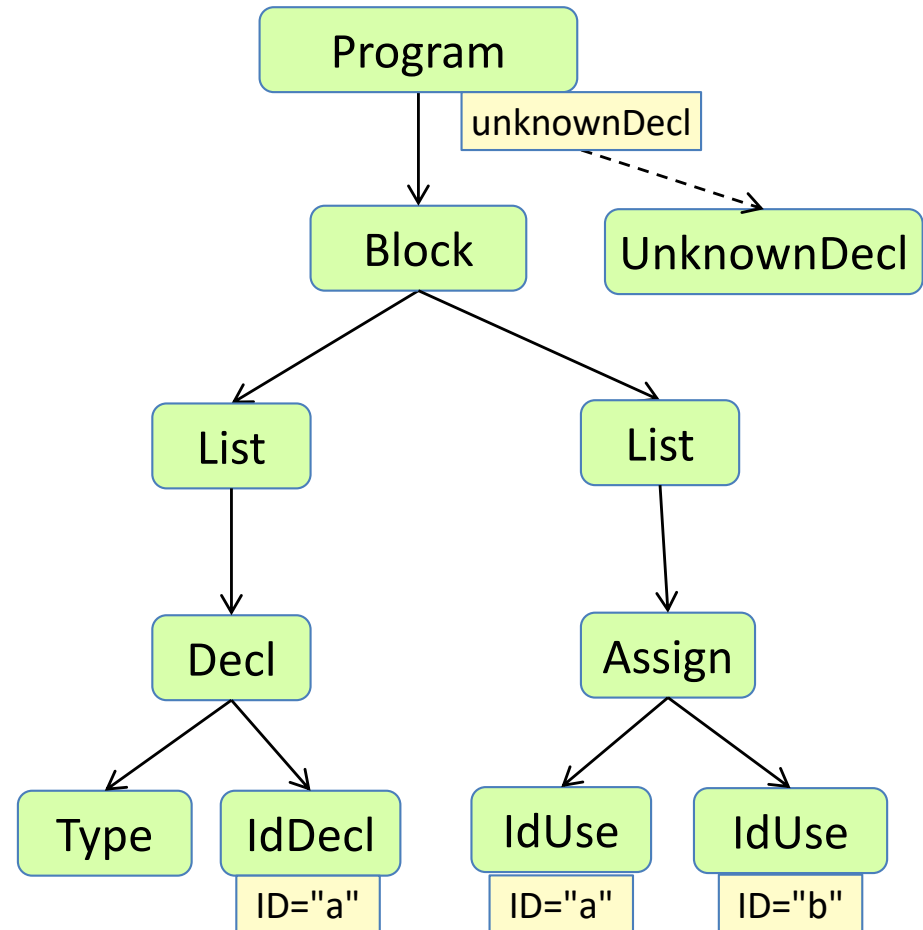 Program
unknownDecl
Block
UnknownDecl
List
List
Decl
Assign
Type
IdDecl
IdUse
IdUse
ID="a"
ID="a"
ID="b"